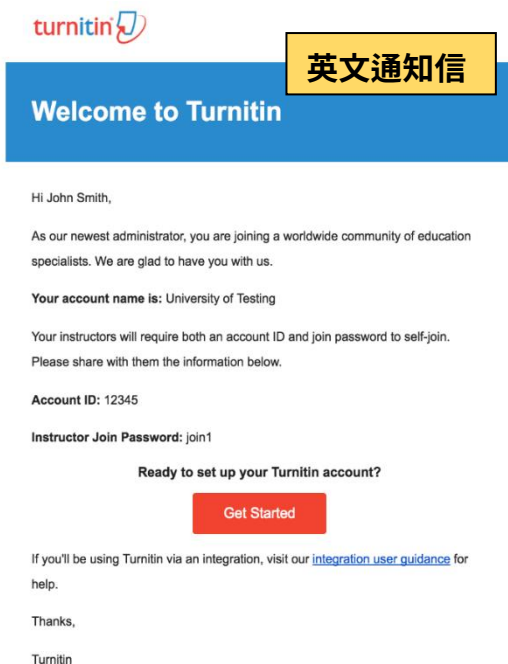 turnitin
英文通知信
Welcome to Turnitin
Hi John Smith,
As our newest administrator, you are joining a worldwide community of education
specialists. We are glad to have you with us.
Your account name is: University of Testing
Your instructors will require both an account ID and join password to self-join.
Please share with them the information below.
Account ID: 12345
Instructor Join Password: join1
Ready to set up your Turnitin account?
Get Started
If you'll be using Turnitin via an integration, visit our integration user guidance for
help.
Thanks,
Turnitin